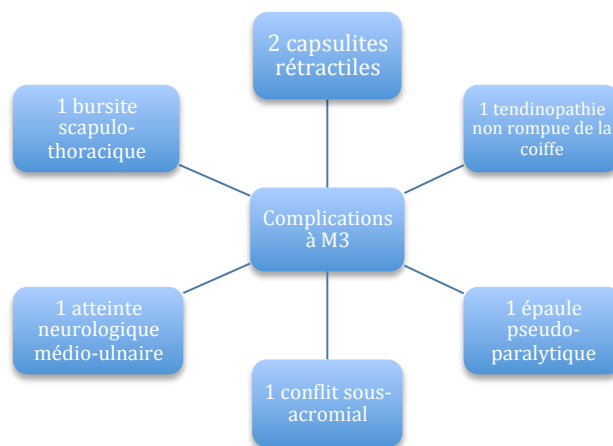 2 capsulites
rétractiles
1 bursite
scapulo-
thoracique
1 tendinopathie
non rompue de la
coiffe
Complications
à M3
1 atteinte
neurologique
médio-ulnaire
1 épaule
pseudo-
paralytique
1 conflit sous-
acromial